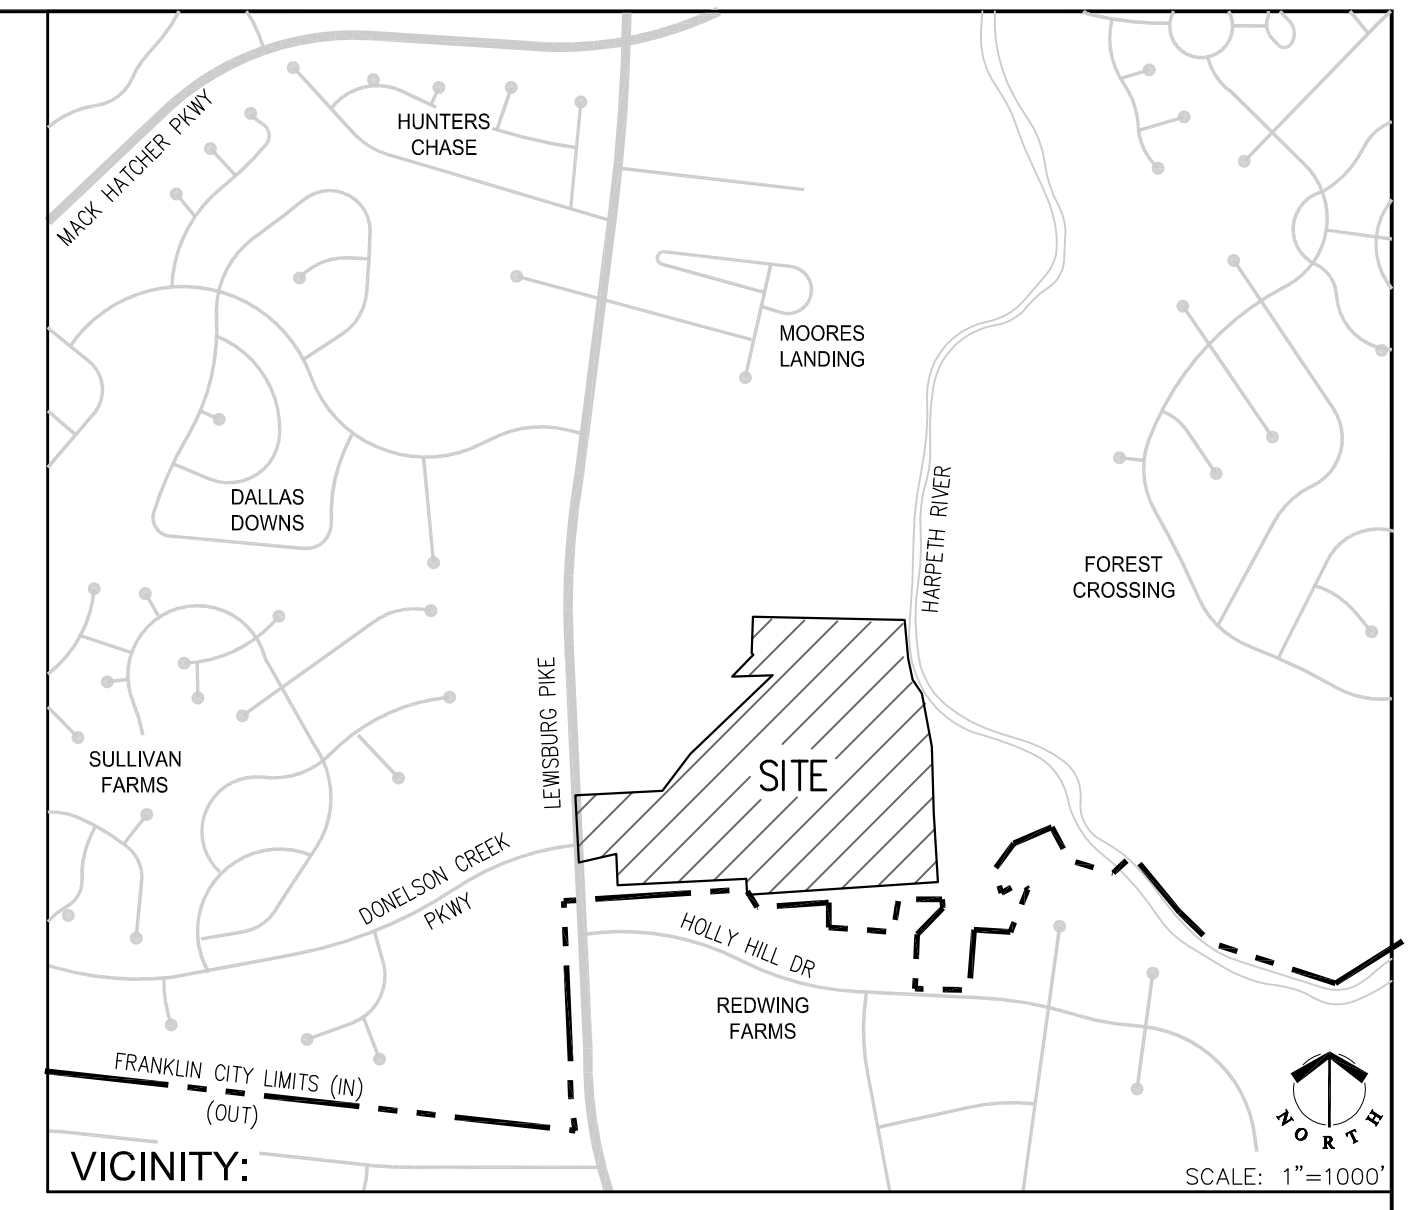 MACK HATCHER PKWY
HUNTERS
CHASE
MOORES
LANDING
DALLAS
DOWNS
HARPETH RIVER
FOREST
CROSSING
LEWISBURG PIKE
SULLIVAN
FARMS
SITE
DONELSON CREEK
PKWY
HOLLY HILL DR
REDWING
FARMS
FRANKLIN CITY LIMITS (IN)
(OUT)
NORTH
VICINITY:
SCALE: 1"=1000'